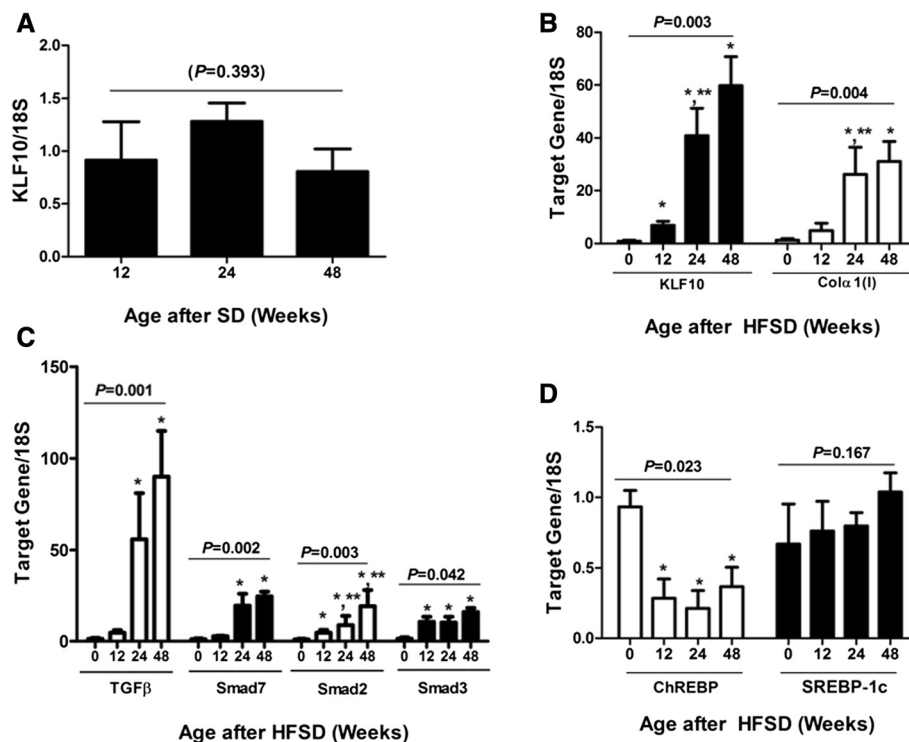 A
2.0
1.5
1.0
0.5
0.0
KLF10/18S
(P=0.393)
12 24 48
Age after SD (Weeks)
B
80
60
40
20
0
Target Gene/18S
P=0.003
*
*,**
*
P=0.004
*,**
*
0 12 24 48 0 12 24 48
KLF10 Colα 1(I)
Age after HFSD (Weeks)
C
150
100
50
0
Target Gene/18S
P=0.001
*
*
P=0.002
* *
P=0.003
*
*,**
*,**
P=0.042
* * *
0 12 24 48 0 12 24 48 0 12 24 48 0 12 24 48
TGFβ Smad7 Smad2 Smad3
Age after HFSD (Weeks)
D
1.5
1.0
0.5
0.0
Target Gene/18S
P=0.023
* * *
P=0.167
0 12 24 48 0 12 24 48
ChREBP SREBP-1c
Age after HFSD (Weeks)